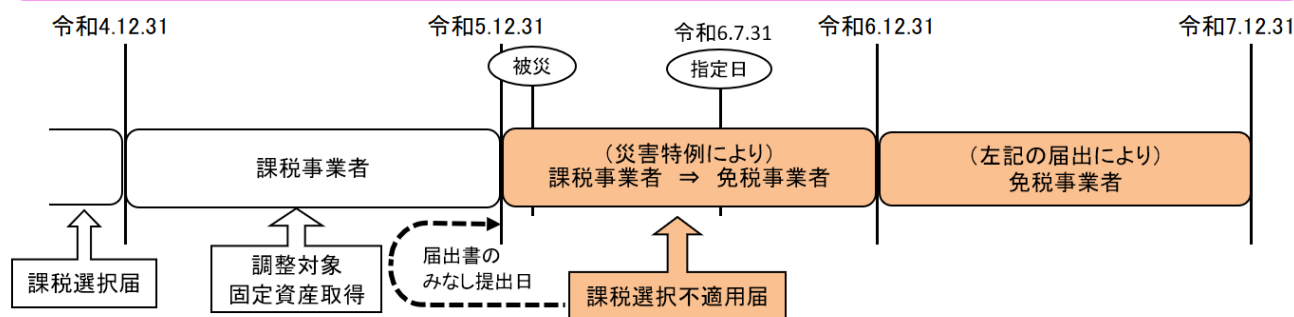 令和4.12.31
令和5.12.31
令和6.7.31
令和6.12.31
令和7.12.31
被災
指定日
課税事業者
(災害特例により)
課税事業者 ⇒ 免税事業者
(左記の届出により)
免税事業者
課税選択届
調整対象
固定資産取得
届出書の
みなし提出日
課税選択不適用届